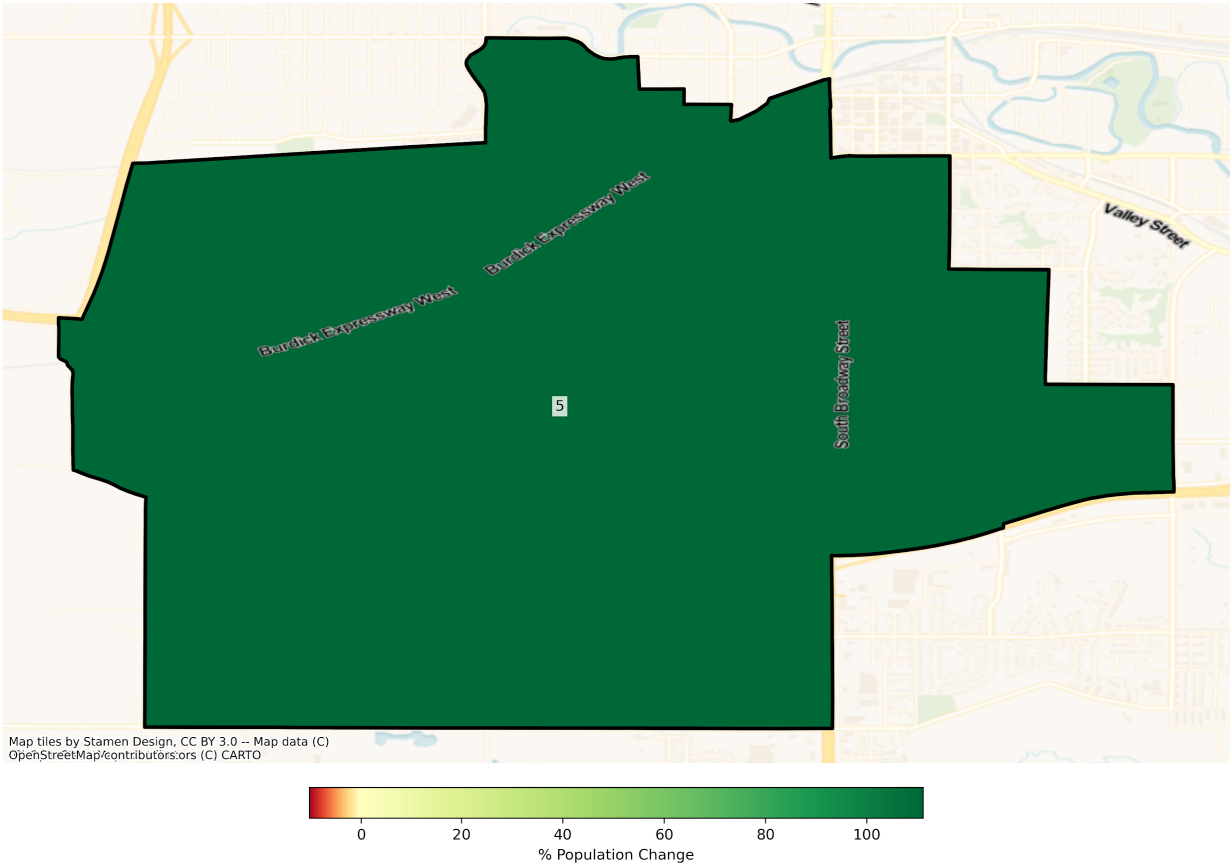 Valley Street
Burdick Expressway West
Burdick Expressway West
South Broadway Street
5
Map tiles by Stamen Design, CC BY 3.0 -- Map data (C)
OpenStreetMap contributors (C) CARTO
0 20 40 60 80 100
% Population Change